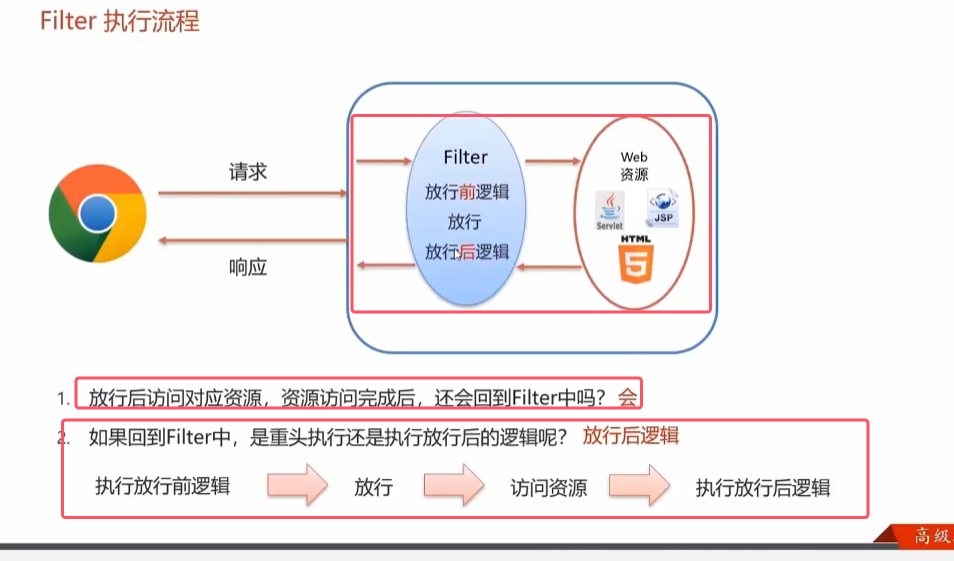 Filter 执行流程
请求
响应
Filter
放行前逻辑
放行
放行后逻辑
Web
资源
Servlet
JSP
HTML
5
1. 放行后访问对应资源，资源访问完成后，还会回到Filter中吗？会
2. 如果回到Filter中，是重头执行还是执行放行后的逻辑呢？ 放行后逻辑
执行放行前逻辑 放行 访问资源 执行放行后逻辑
高级